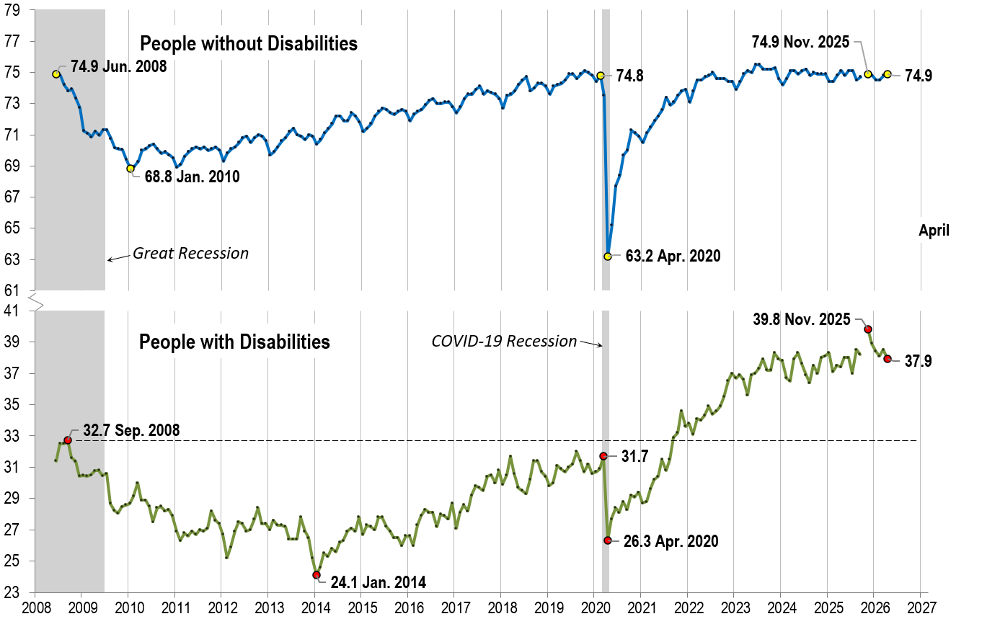 79
77
75
73
71
69
67
65
63
61
People without Disabilities
74.9 Jun. 2008
68.8 Jan. 2010
74.8
63.2 Apr. 2020
74.9 Nov. 2025
74.9
April
Great Recession
41
39
37
35
33
31
29
27
25
23
People with Disabilities
COVID-19 Recession
32.7 Sep. 2008
24.1 Jan. 2014
31.7
26.3 Apr. 2020
39.8 Nov. 2025
37.9
2008 2009 2010 2011 2012 2013 2014 2015 2016 2017 2018 2019 2020 2021 2022 2023 2024 2025 2026 2027